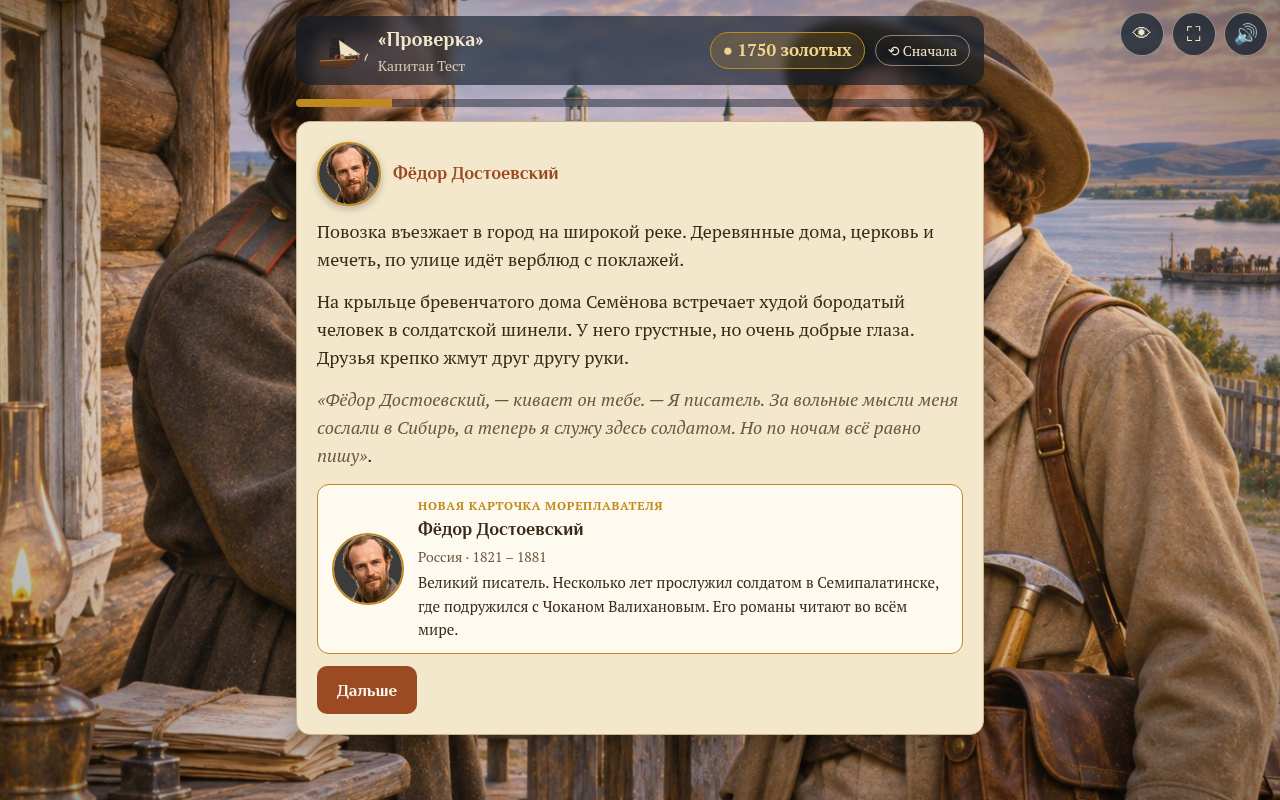 «Проверка»
Капитан Тест
● 1750 золотых
⟲ Сначала
Фёдор Достоевский
Повозка въезжает в город на широкой реке. Деревянные дома, церковь и
мечеть, по улице идёт верблюд с поклажей.
На крыльце бревенчатого дома Семёнова встречает худой бородатый
человек в солдатской шинели. У него грустные, но очень добрые глаза.
Друзья крепко жмут друг другу руки.
«Фёдор Достоевский, — кивает он тебе. — Я писатель. За вольные мысли меня
сослали в Сибирь, а теперь я служу здесь солдатом. Но по ночам всё равно
пишу».
НОВАЯ КАРТОЧКА МОРЕПЛАВАТЕЛЯ
Фёдор Достоевский
Россия · 1821 – 1881
Великий писатель. Несколько лет прослужил солдатом в Семипалатинске,
где подружился с Чоканом Валихановым. Его романы читают во всём
мире.
Дальше